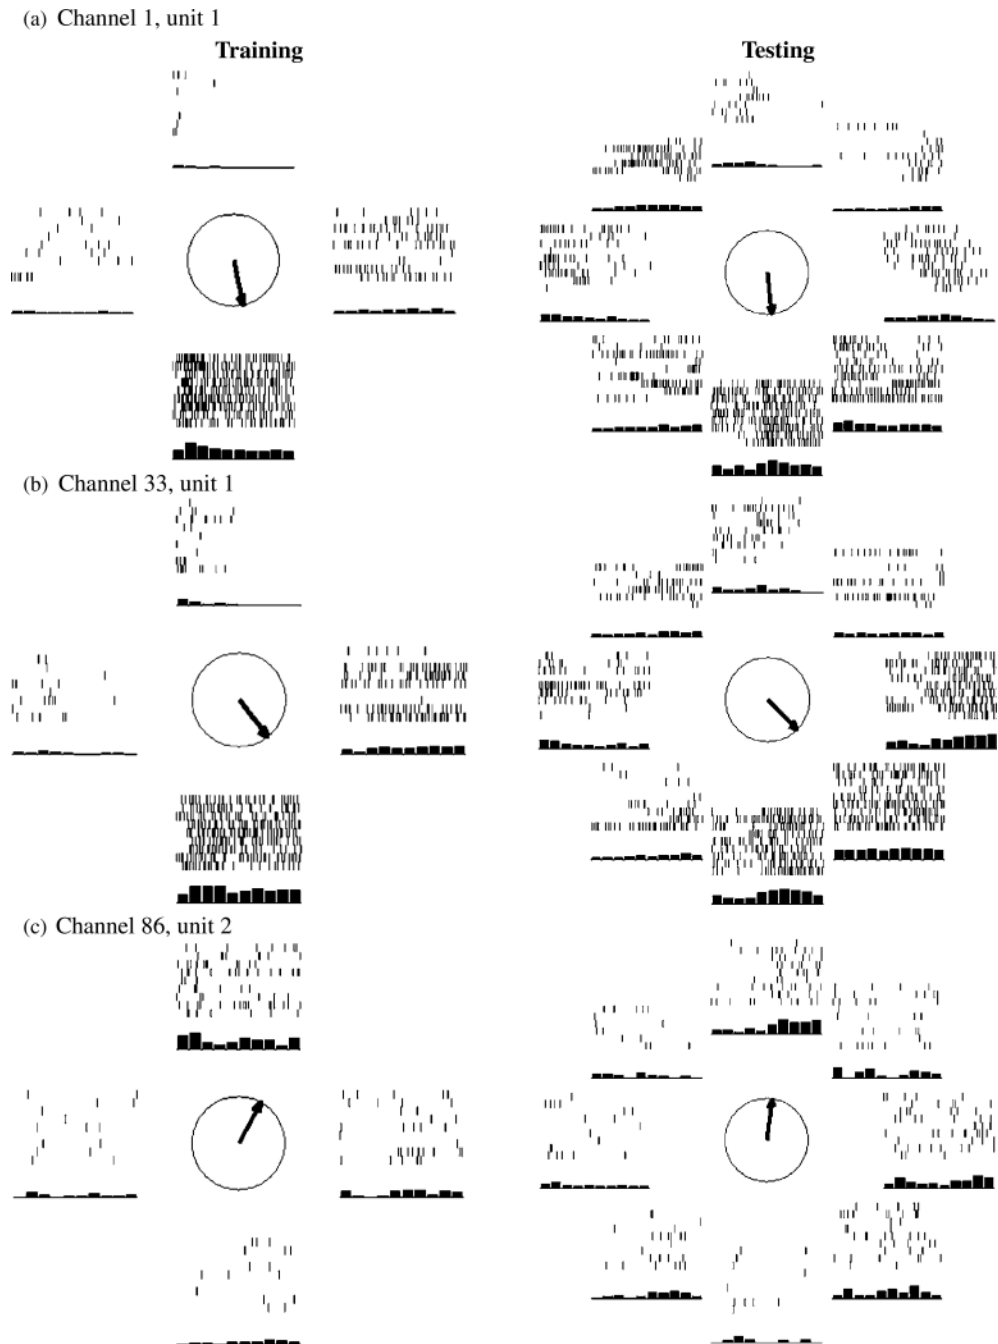 (a) Channel 1, unit 1
Training
Testing
(b) Channel 33, unit 1
(c) Channel 86, unit 2